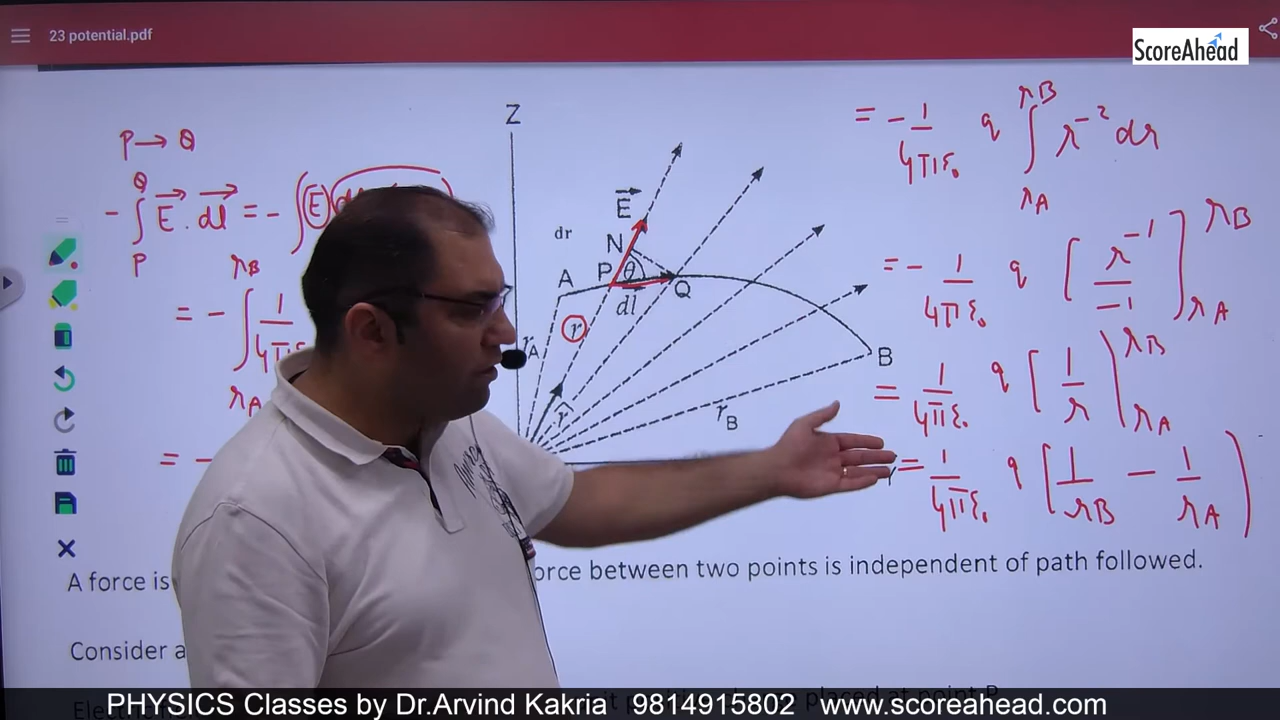 23 potential.pdf
ScoreAhead
P → Q
- ∫ E⃗ . dl⃗ = - ∫ (E)
Q
P
= - ∫ 1
rB
rA
= -
Z
E⃗
dr
N
A
P
θ
Q
dl
r
A
r̂
B
rB
= - 1/4πε₀ q ∫ r⁻² dr
rB
rA
= - 1/4πε₀ q [ r⁻¹/-1 ] rB rA
= 1/4πε₀ q [ 1/r ] rB rA
= 1/4πε₀ q [ 1/rB - 1/rA ]
A force is orce between two points is independent of path followed.
Consider a
PHYSICS Classes by Dr.Arvind Kakria 9814915802 www.scoreahead.com